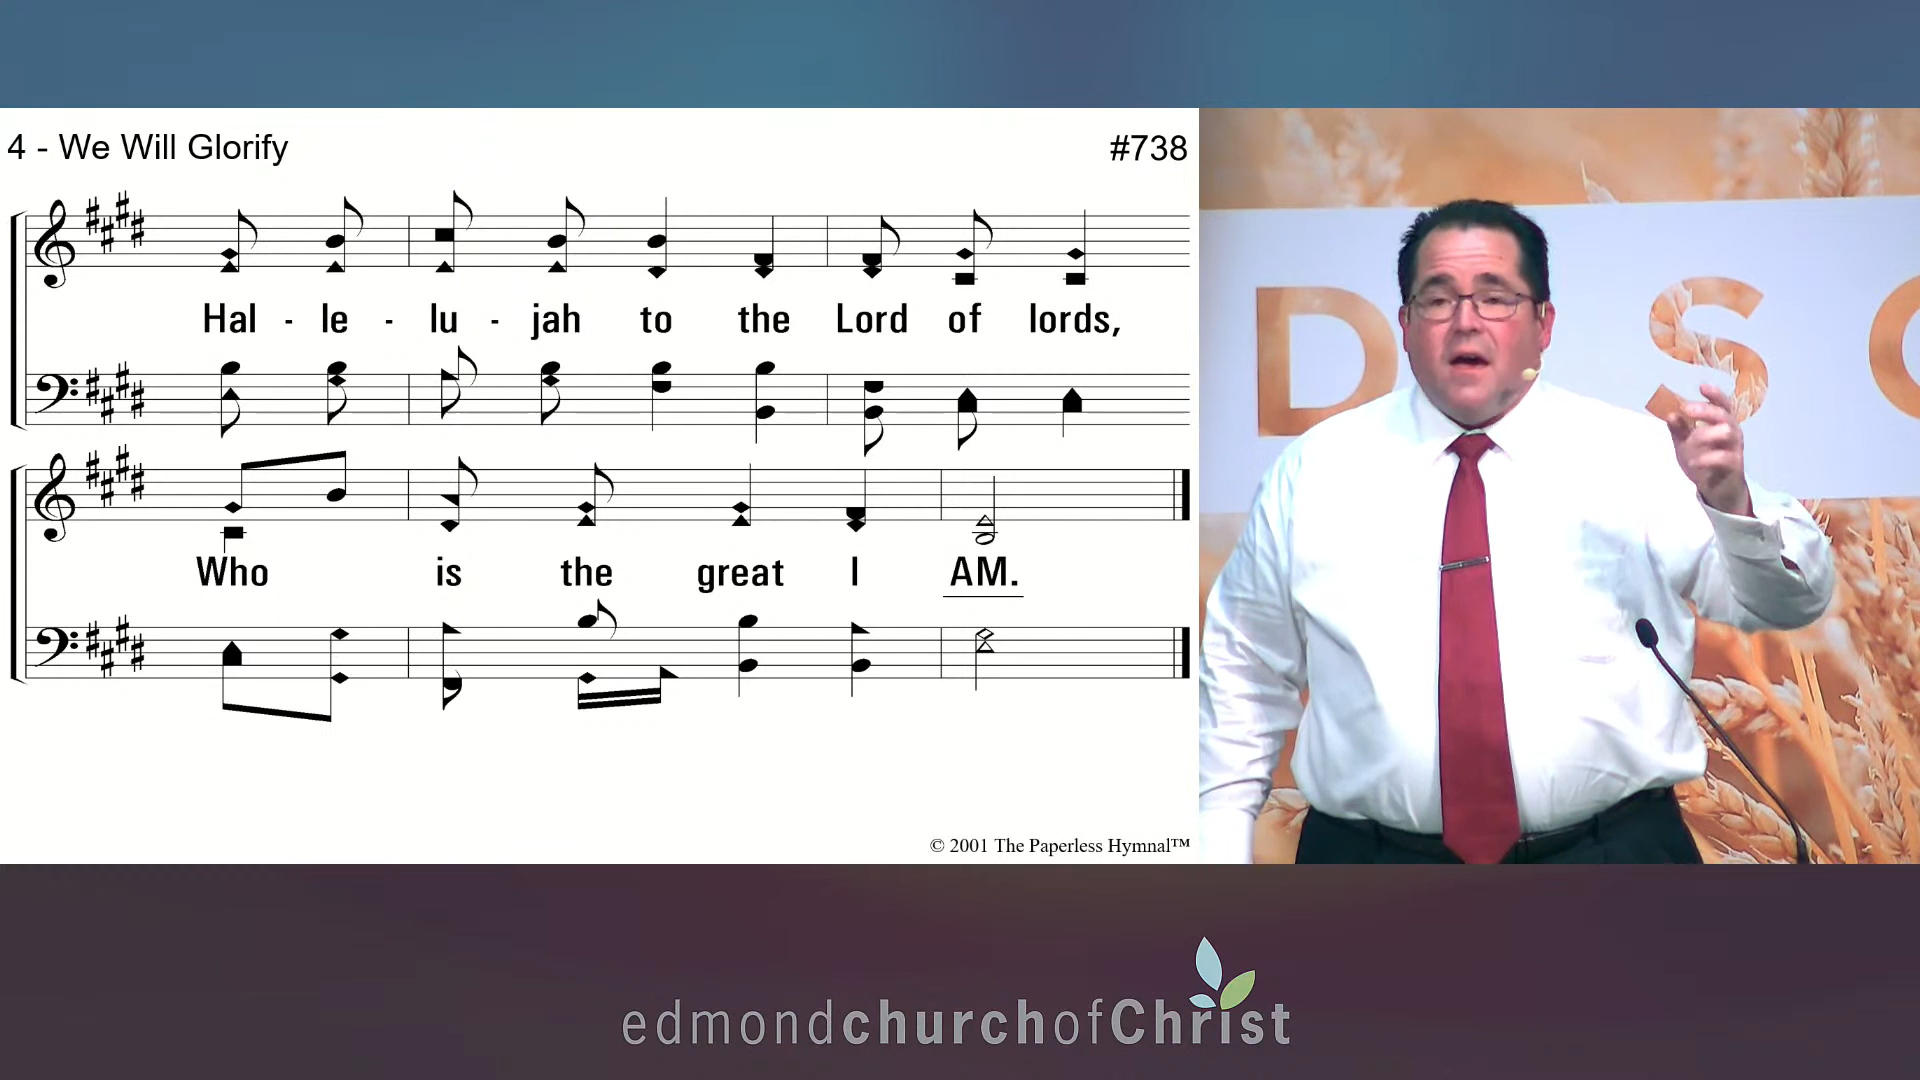 4 - We Will Glorify
#738
Hal - le - lu - jah to the Lord of lords,
Who is the great I AM.
© 2001 The Paperless Hymnal™
D S
edmondchurchofChrist